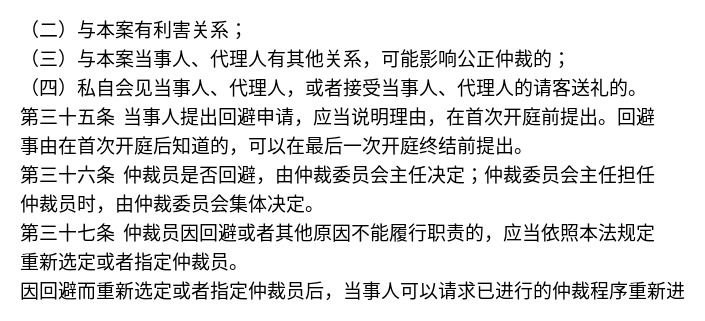 （二）与本案有利害关系；
（三）与本案当事人、代理人有其他关系，可能影响公正仲裁的；
（四）私自会见当事人、代理人，或者接受当事人、代理人的请客送礼的。
第三十五条 当事人提出回避申请，应当说明理由，在首次开庭前提出。回避
事由在首次开庭后知道的，可以在最后一次开庭终结前提出。
第三十六条 仲裁员是否回避，由仲裁委员会主任决定；仲裁委员会主任担任
仲裁员时，由仲裁委员会集体决定。
第三十七条 仲裁员因回避或者其他原因不能履行职责的，应当依照本法规定
重新选定或者指定仲裁员。
因回避而重新选定或者指定仲裁员后，当事人可以请求已进行的仲裁程序重新进